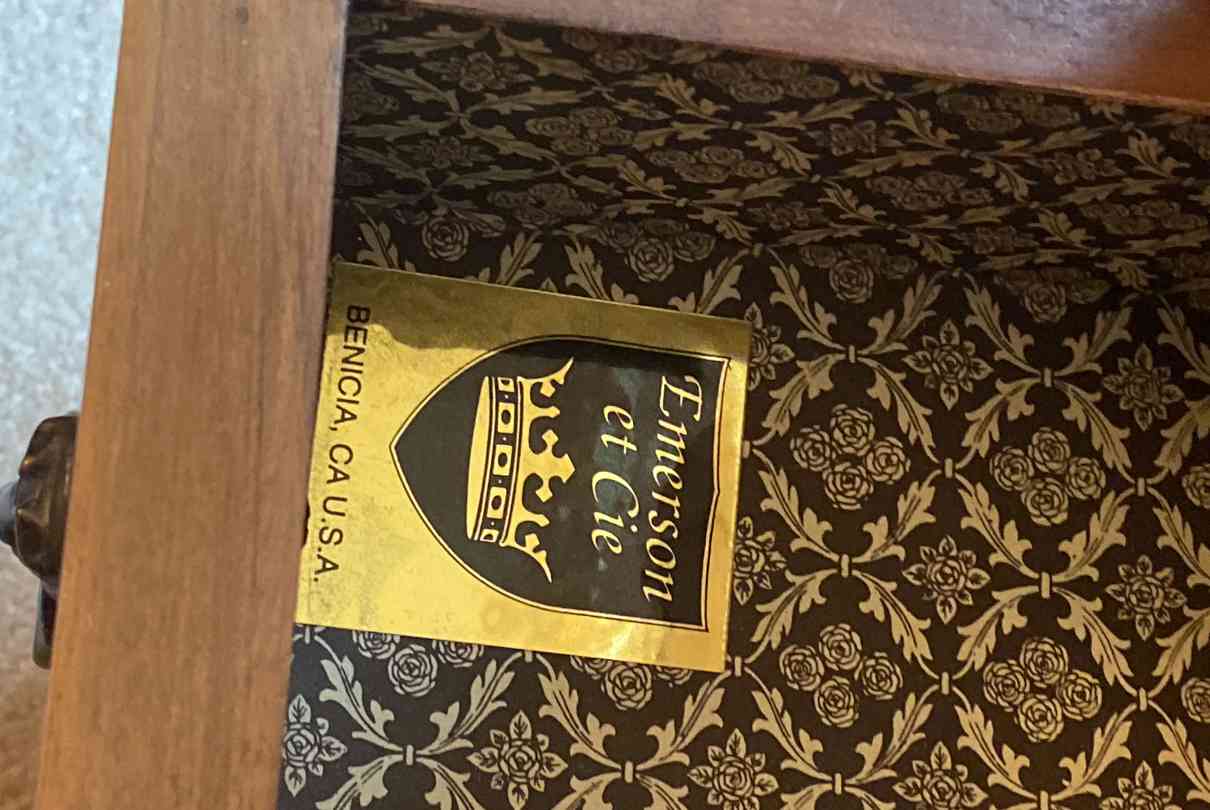 Emerson
et Cie
BENICIA, CA U.S.A.